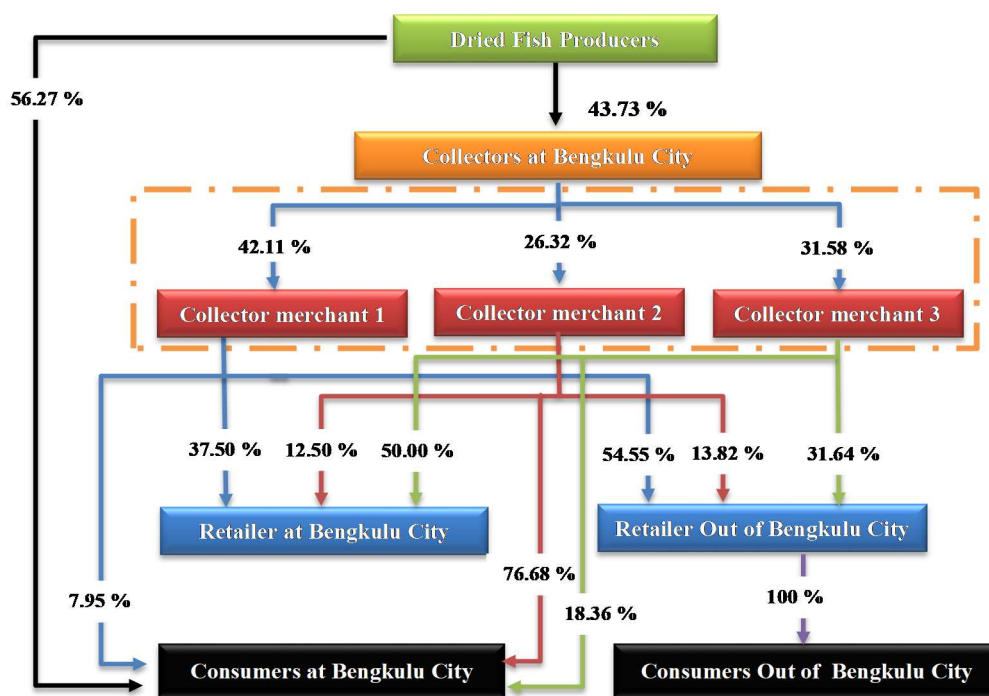 Dried Fish Producers
56.27 %
43.73 %
Collectors at Bengkulu City
42.11 %
26.32 %
31.58 %
Collector merchant 1
Collector merchant 2
Collector merchant 3
37.50 %
12.50 %
50.00 %
54.55 %
13.82 %
31.64 %
Retailer at Bengkulu City
Retailer Out of Bengkulu City
7.95 %
76.68 %
18.36 %
100 %
Consumers at Bengkulu City
Consumers Out of Bengkulu City